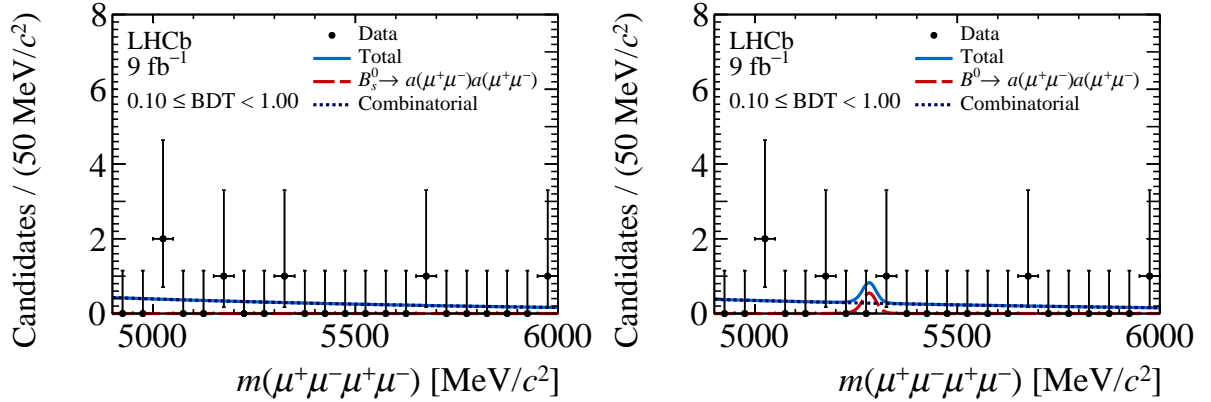 LHCb
9 fb⁻¹
0.10 ≤ BDT < 1.00
Data
Total
B⁰ₛ→ a(μ⁺μ⁻)a(μ⁺μ⁻)
Combinatorial
Candidates / (50 MeV/c²)
8
6
4
2
0
5000 5500 6000
m(μ⁺μ⁻μ⁺μ⁻) [MeV/c²]
LHCb
9 fb⁻¹
0.10 ≤ BDT < 1.00
Data
Total
B⁰ₛ→ a(μ⁺μ⁻)a(μ⁺μ⁻)
Combinatorial
Candidates / (50 MeV/c²)
8
6
4
2
0
5000 5500 6000
m(μ⁺μ⁻μ⁺μ⁻) [MeV/c²]